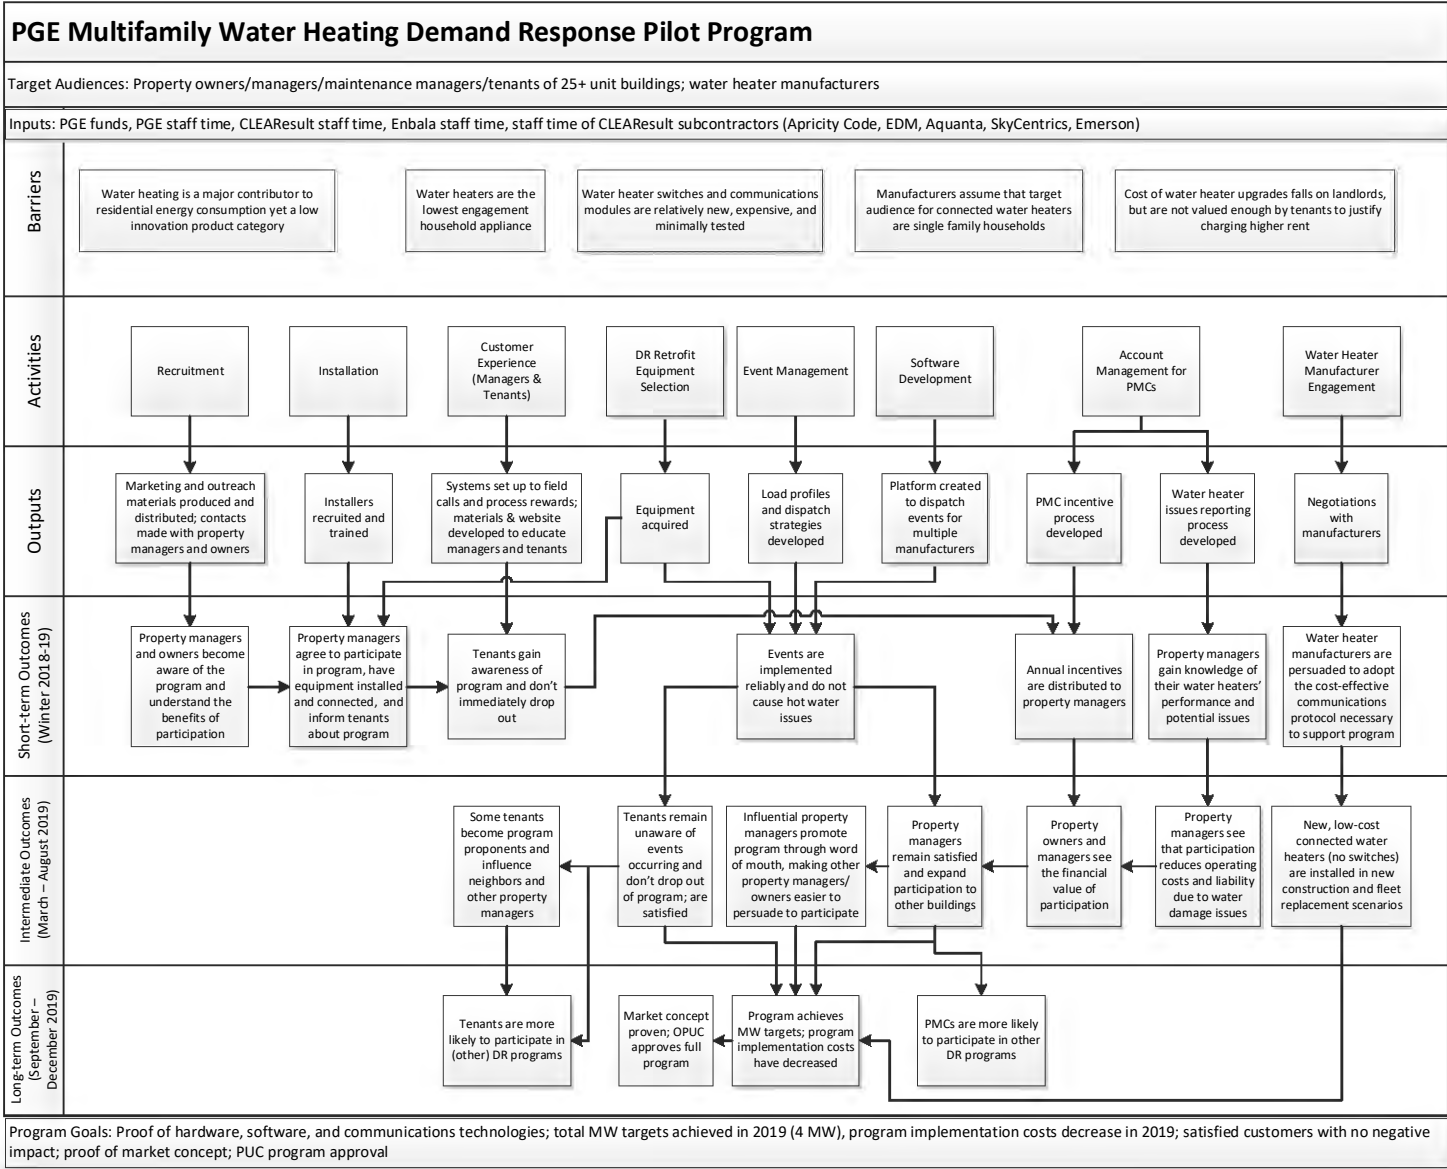 PGE Multifamily Water Heating Demand Response Pilot Program
Target Audiences: Property owners/managers/maintenance managers/tenants of 25+ unit buildings; water heater manufacturers
Inputs: PGE funds, PGE staff time, CLEAResult staff time, Enbala staff time, staff time of CLEAResult subcontractors (Apricity Code, EDM, Aquanta, SkyCentrics, Emerson)
Barriers
Water heating is a major contributor to
residential energy consumption yet a low
innovation product category
Water heaters are the
lowest engagement
household appliance
Water heater switches and communications
modules are relatively new, expensive, and
minimally tested
Manufacturers assume that target
audience for connected water heaters
are single family households
Cost of water heater upgrades falls on landlords,
but are not valued enough by tenants to justify
charging higher rent
Activities
Recruitment
Installation
Customer
Experience
(Managers &
Tenants)
DR Retrofit
Equipment
Selection
Event Management
Software
Development
Account
Management for
PMCs
Water Heater
Manufacturer
Engagement
Outputs
Marketing and outreach
materials produced and
distributed; contacts
made with property
managers and owners
Installers
recruited and
trained
Systems set up to field
calls and process rewards;
materials & website
developed to educate
managers and tenants
Equipment
acquired
Load profiles
and dispatch
strategies
developed
Platform created
to dispatch
events for
multiple
manufacturers
PMC incentive
process
developed
Water heater
issues reporting
process
developed
Negotiations
with
manufacturers
Short-term Outcomes
(Winter 2018-19)
Property managers
and owners become
aware of the
program and
understand the
benefits of
participation
Property managers
agree to participate
in program, have
equipment installed
and connected, and
inform tenants
about program
Tenants gain
awareness of
program and don't
immediately drop
out
Events are
implemented
reliably and do not
cause hot water
issues
Annual incentives
are distributed to
property managers
Property managers
gain knowledge of
their water heaters'
performance and
potential issues
Water heater
manufacturers are
persuaded to adopt
the cost-effective
communications
protocol necessary
to support program
Intermediate Outcomes
(March – August 2019)
Some tenants
become program
proponents and
influence
neighbors and
other property
managers
Tenants remain
unaware of
events
occurring and
don't drop out
of program; are
satisfied
Influential property
managers promote
program through word
of mouth, making other
property managers/
owners easier to
persuade to participate
Property
managers
remain satisfied
and expand
participation to
other buildings
Property
owners and
managers see
the financial
value of
participation
Property
managers see
that participation
reduces operating
costs and liability
due to water
damage issues
New, low-cost
connected water
heaters (no switches)
are installed in new
construction and fleet
replacement scenarios
Long-term Outcomes
(September –
December 2019)
Tenants are more
likely to participate in
(other) DR programs
Market concept
proven; OPUC
approves full
program
Program achieves
MW targets; program
implementation costs
have decreased
PMCs are more likely
to participate in other
DR programs
Program Goals: Proof of hardware, software, and communications technologies; total MW targets achieved in 2019 (4 MW), program implementation costs decrease in 2019; satisfied customers with no negative
impact; proof of market concept; PUC program approval